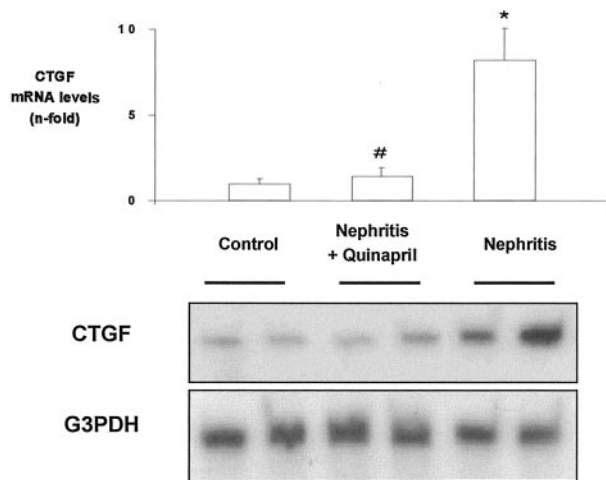 10
CTGF
mRNA levels
(n-fold)
5
0
*
#
Control
Nephritis
+ Quinapril
Nephritis
CTGF
G3PDH